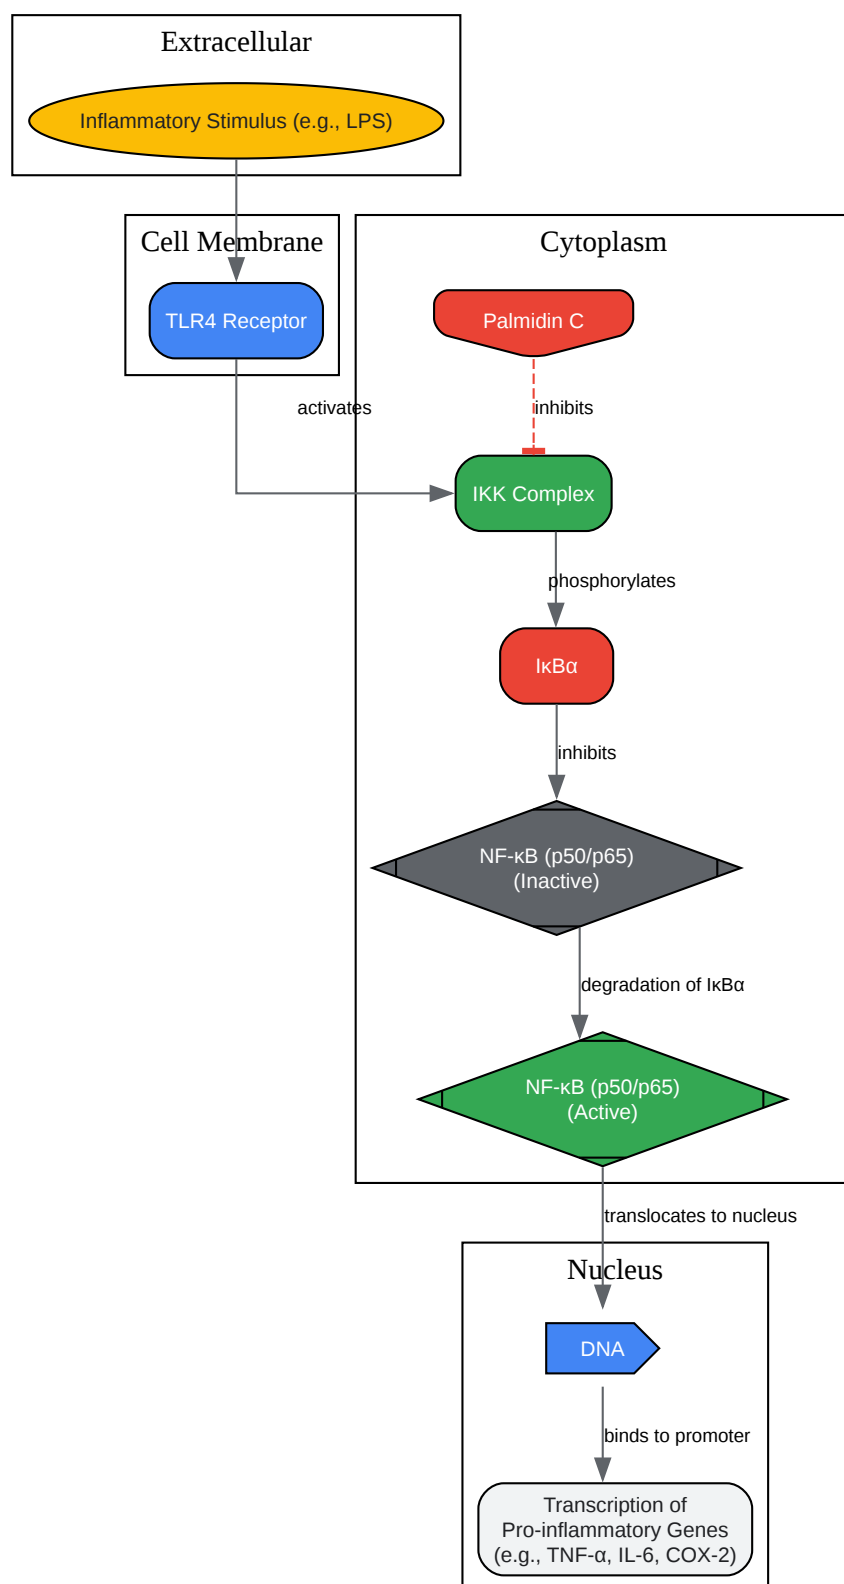 Extracellular
Inflammatory Stimulus (e.g., LPS)
Cell Membrane
Cytoplasm
TLR4 Receptor
Palmidin C
activates
inhibits
IKK Complex
phosphorylates
IκBα
inhibits
NF-κB (p50/p65)
(Inactive)
degradation of IκBα
NF-κB (p50/p65)
(Active)
translocates to nucleus
Nucleus
DNA
binds to promoter
Transcription of
Pro-inflammatory Genes
(e.g., TNF-α, IL-6, COX-2)